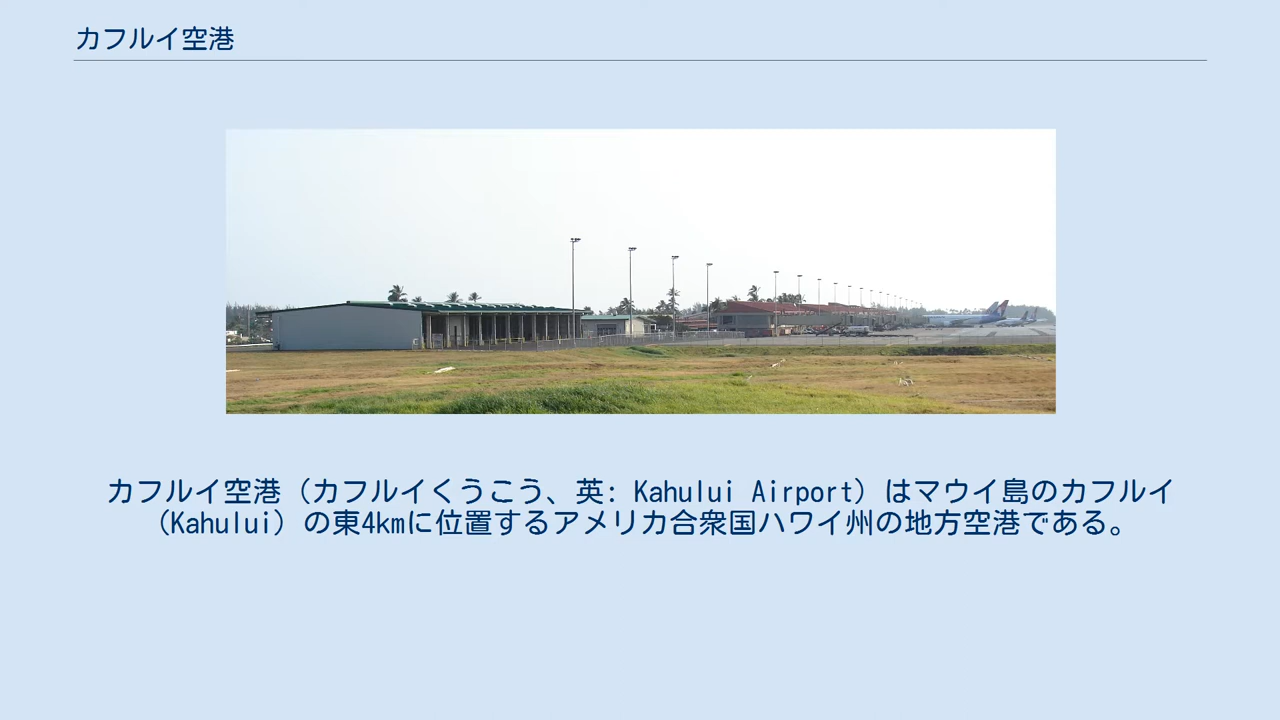 カフルイ空港
カフルイ空港（カフルイくうこう、英: Kahului Airport）はマウイ島のカフルイ
（Kahului）の東4kmに位置するアメリカ合衆国ハワイ州の地方空港である。